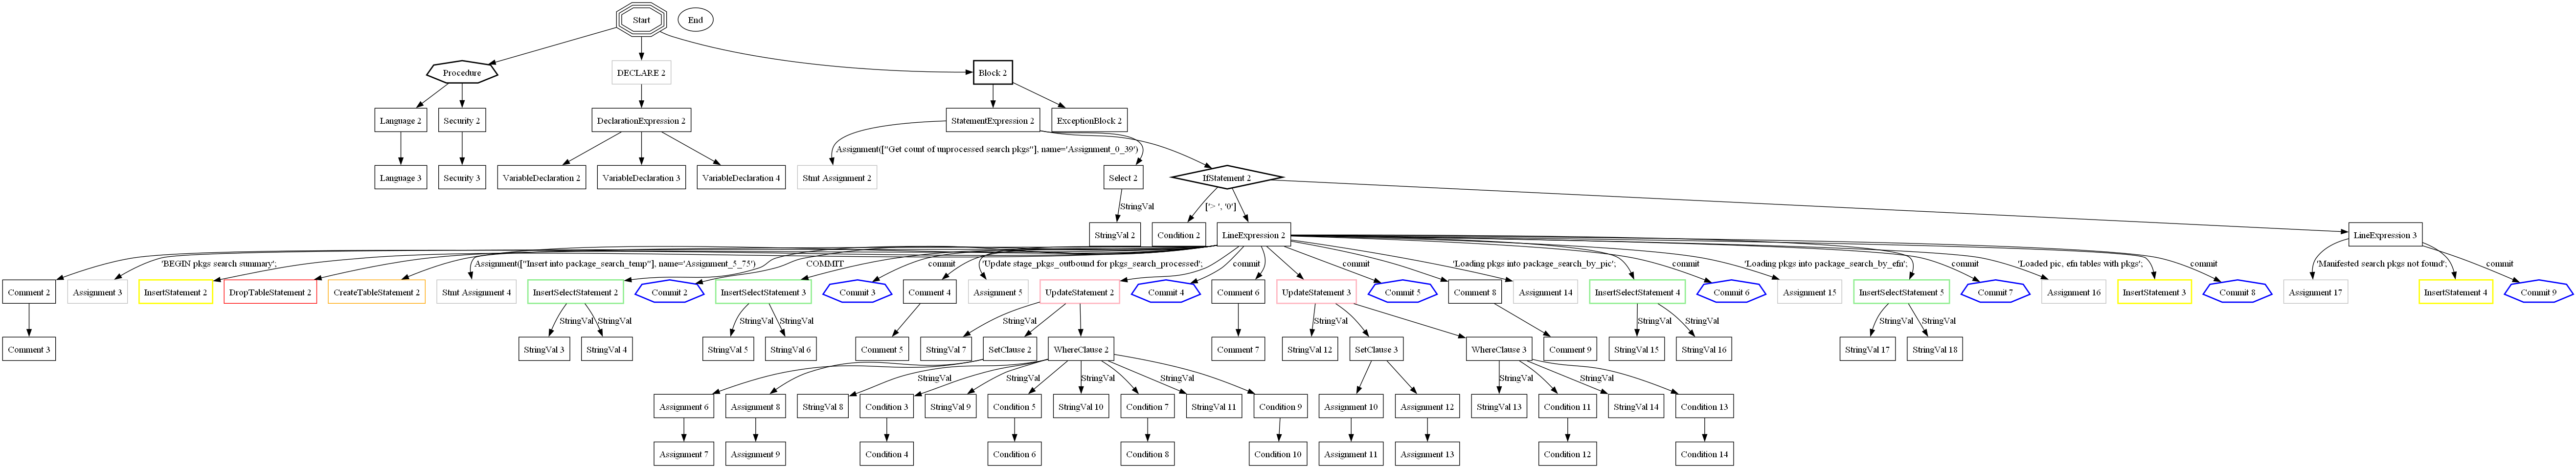 Start
End
Procedure
DECLARE 2
Block 2
Language 2
Security 2
DeclarationExpression 2
StatementExpression 2
ExceptionBlock 2
Assignment(["Get count of unprocessed search pkgs"], name='Assignment_0_39')
Language 3
Security 3
VariableDeclaration 2
VariableDeclaration 3
VariableDeclaration 4
Stmt Assignment 2
Select 2
IfStatement 2
StringVal
['> ', '0']
StringVal 2
Condition 2
LineExpression 2
LineExpression 3
'BEGIN pkgs search summary';
Assignment(["Insert into package_search_temp"], name='Assignment_5_75')
COMMIT
commit
'Update stage_pkgs_outbound for pkgs_search_processed';
commit
commit
'Loading pkgs into package_search_by_pic';
commit
'Loading pkgs into package_search_by_efn';
commit
'Loaded pic, efn tables with pkgs';
commit
'Manifested search pkgs not found';
commit
Comment 2
Assignment 3
InsertStatement 2
DropTableStatement 2
CreateTableStatement 2
Stmt Assignment 4
InsertSelectStatement 2
Commit 2
InsertSelectStatement 3
Commit 3
Comment 4
Assignment 5
UpdateStatement 2
Commit 4
Comment 6
UpdateStatement 3
Commit 5
Comment 8
Assignment 14
InsertSelectStatement 4
Commit 6
Assignment 15
InsertSelectStatement 5
Commit 7
Assignment 16
InsertStatement 3
Commit 8
Assignment 17
InsertStatement 4
Commit 9
StringVal
StringVal
StringVal
StringVal
StringVal
StringVal
StringVal
StringVal
StringVal
StringVal
Comment 3
StringVal 3
StringVal 4
StringVal 5
StringVal 6
Comment 5
StringVal 7
SetClause 2
WhereClause 2
Comment 7
StringVal 12
SetClause 3
WhereClause 3
Comment 9
StringVal 15
StringVal 16
StringVal 17
StringVal 18
StringVal
StringVal
StringVal
StringVal
StringVal
StringVal
Assignment 6
Assignment 8
StringVal 8
Condition 3
StringVal 9
Condition 5
StringVal 10
Condition 7
StringVal 11
Condition 9
Assignment 10
Assignment 12
StringVal 13
Condition 11
StringVal 14
Condition 13
Assignment 7
Assignment 9
Condition 4
Condition 6
Condition 8
Condition 10
Assignment 11
Assignment 13
Condition 12
Condition 14